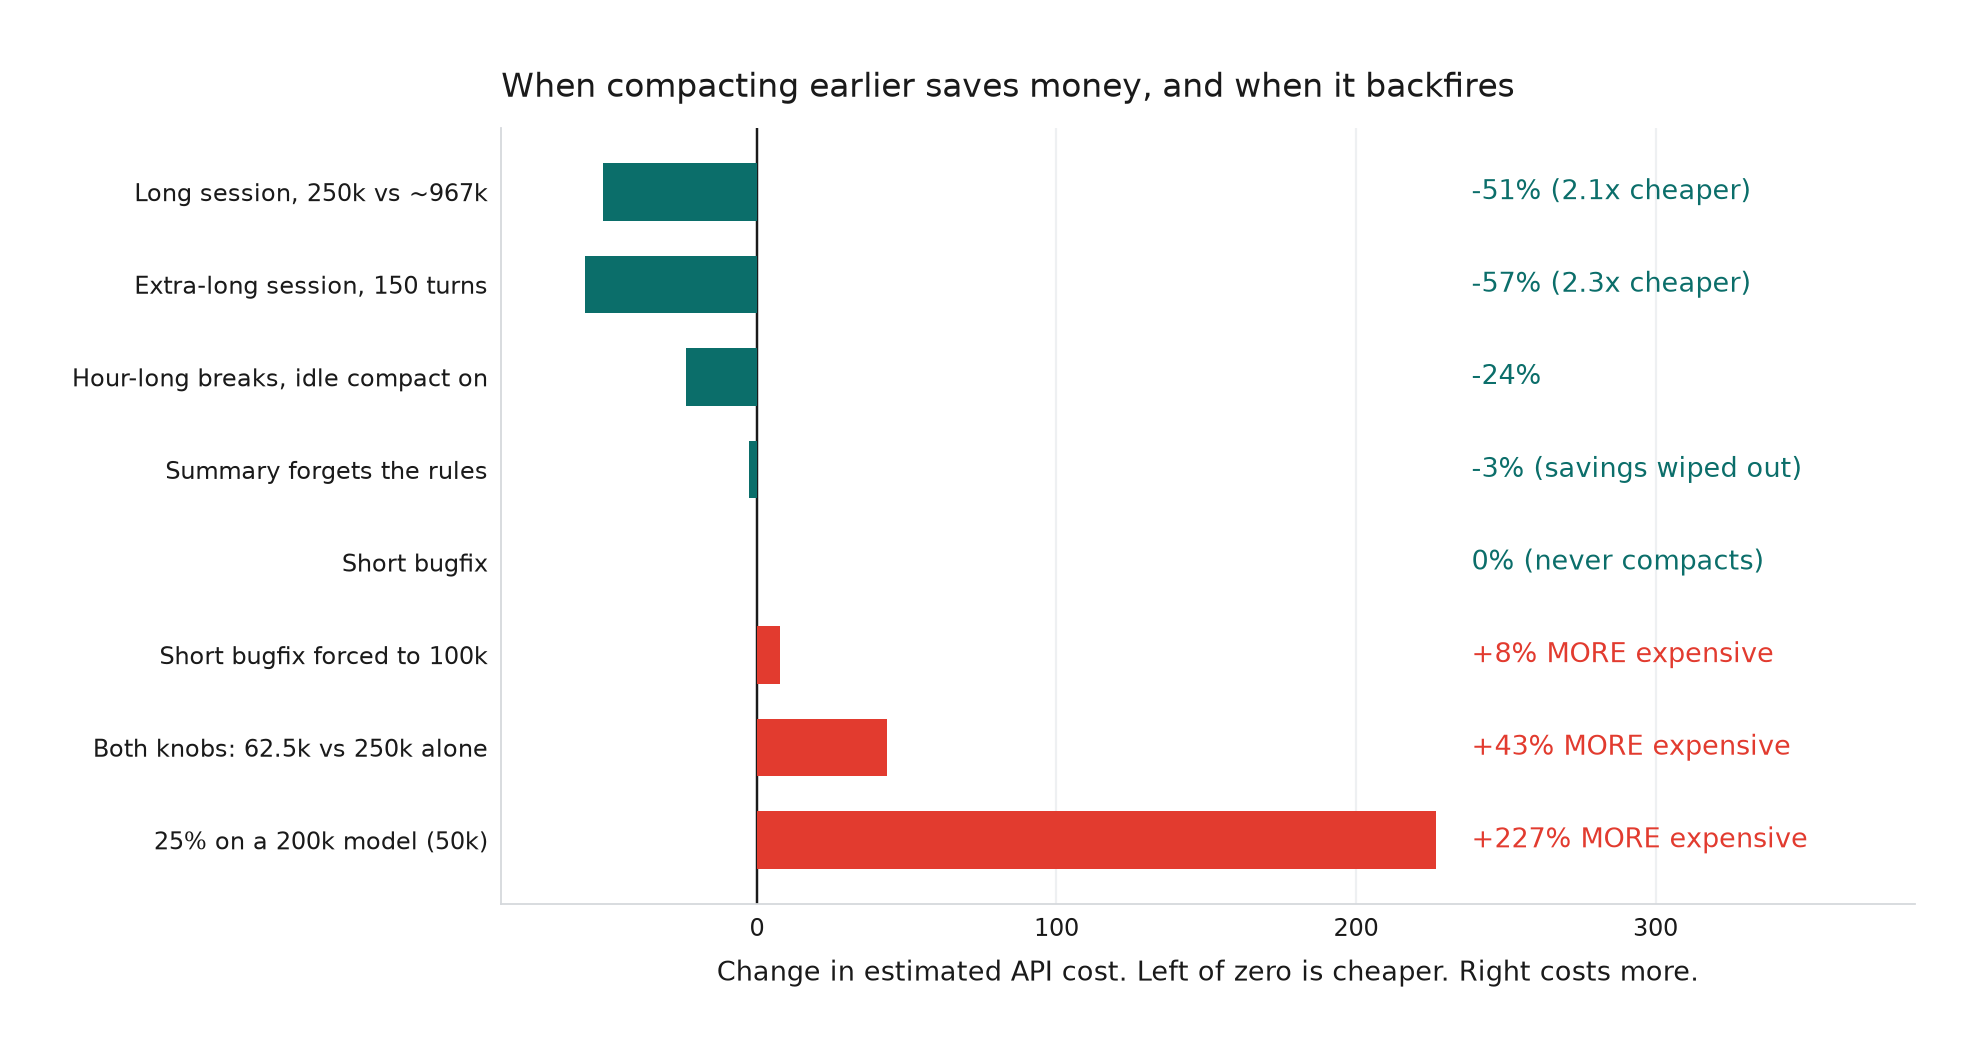 When compacting earlier saves money, and when it backfires
Long session, 250k vs ~967k
-51% (2.1x cheaper)
Extra-long session, 150 turns
-57% (2.3x cheaper)
Hour-long breaks, idle compact on
-24%
Summary forgets the rules
-3% (savings wiped out)
Short bugfix
0% (never compacts)
Short bugfix forced to 100k
+8% MORE expensive
Both knobs: 62.5k vs 250k alone
+43% MORE expensive
25% on a 200k model (50k)
+227% MORE expensive
0 100 200 300
Change in estimated API cost. Left of zero is cheaper. Right costs more.